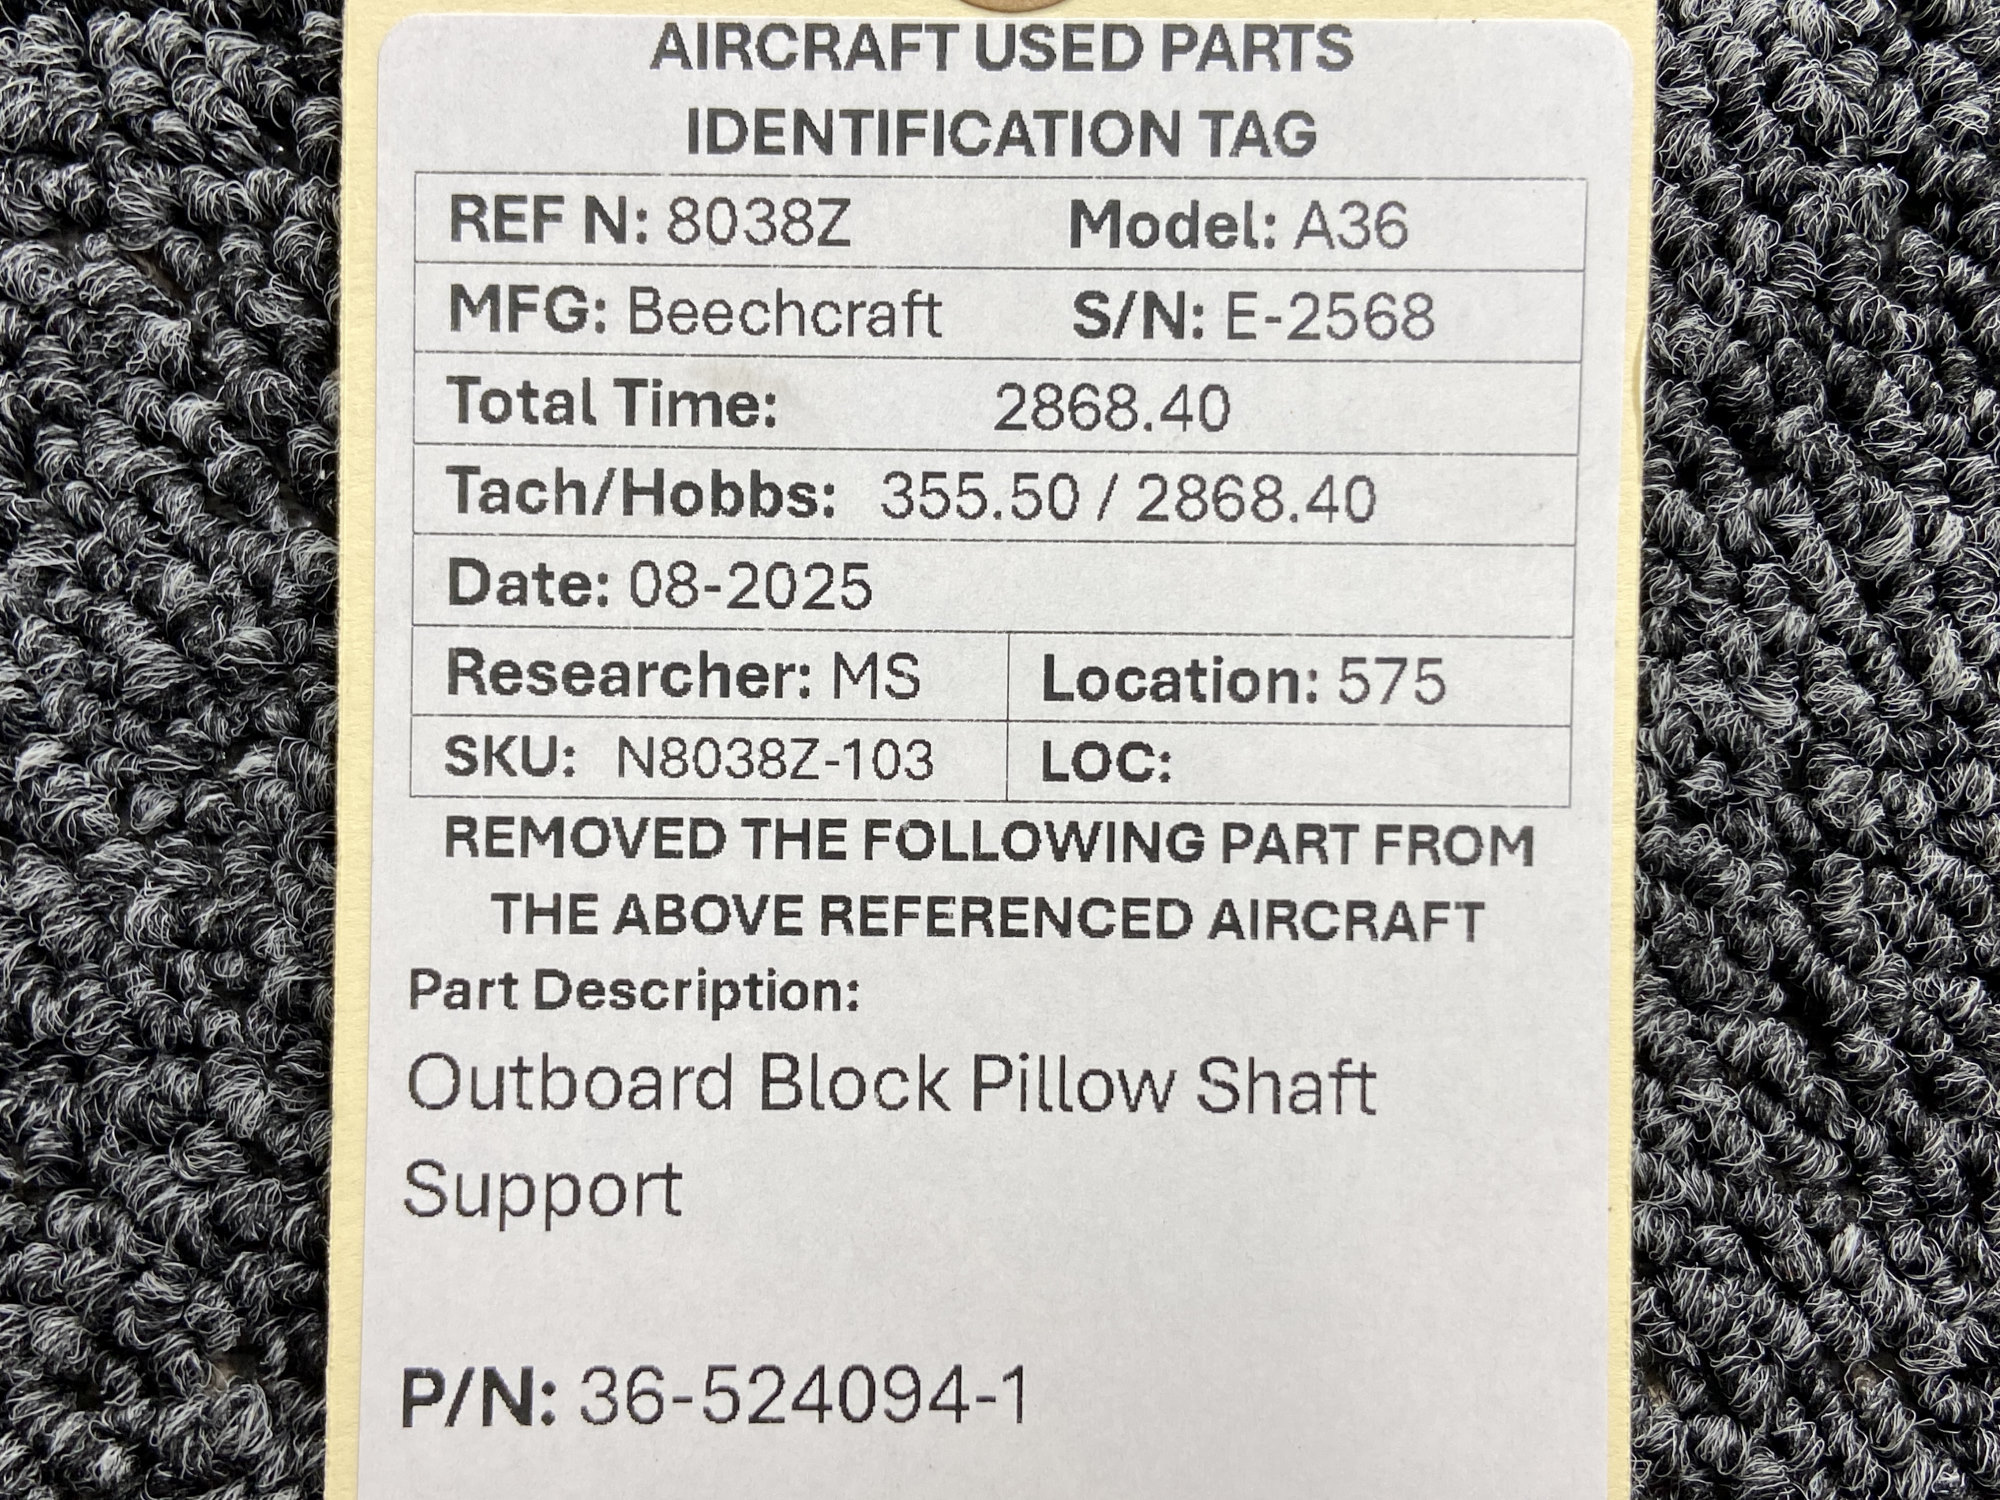 AIRCRAFT USED PARTS
IDENTIFICATION TAG
REF N: 8038Z Model: A36
MFG: Beechcraft S/N: E-2568
Total Time: 2868.40
Tach/Hobbs: 355.50 / 2868.40
Date: 08-2025
Researcher: MS Location: 575
SKU: N8038Z-103 LOC:
REMOVED THE FOLLOWING PART FROM
THE ABOVE REFERENCED AIRCRAFT
Part Description:
Outboard Block Pillow Shaft
Support
P/N: 36-524094-1